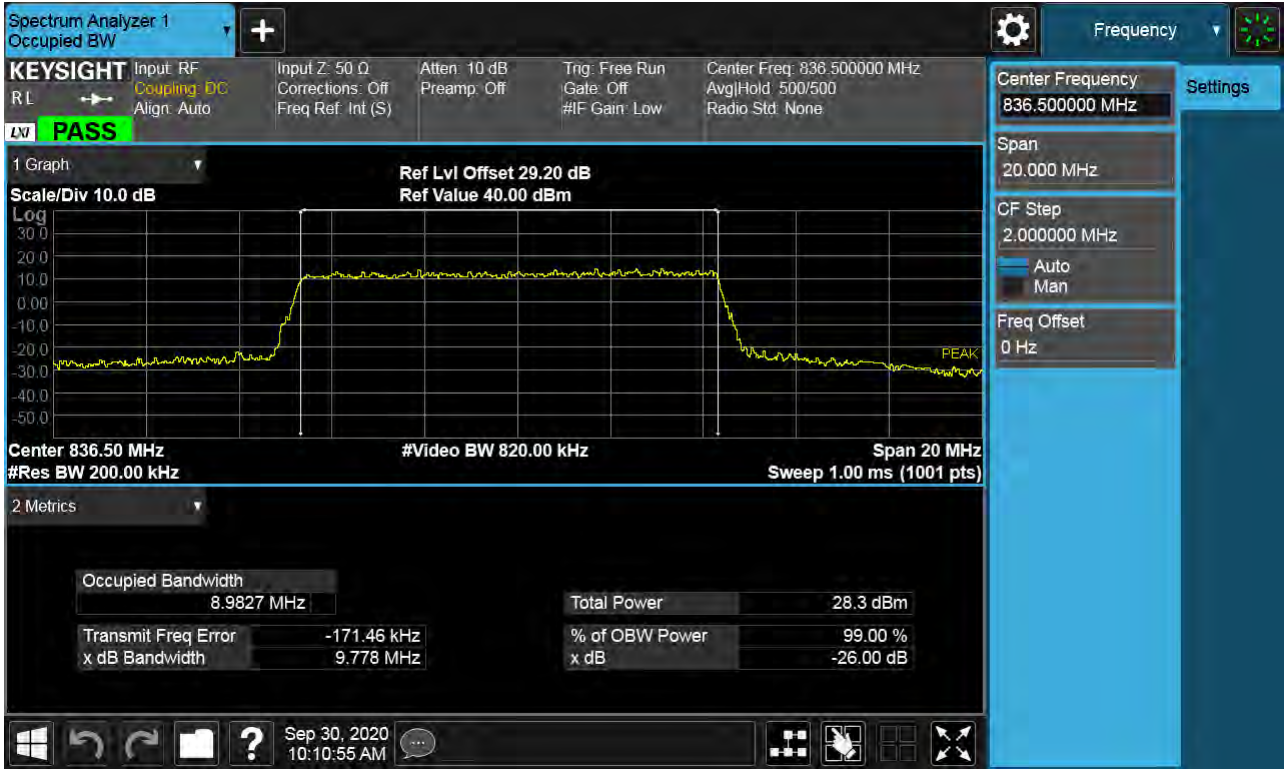 Spectrum Analyzer 1
Occupied BW
Frequency
KEYSIGHT
RL
LXI
PASS
Input: RF
Coupling: DC
Align: Auto
Input Z: 50 Ω
Corrections: Off
Freq Ref: Int (S)
Atten: 10 dB
Preamp: Off
Trig: Free Run
Gate: Off
#IF Gain: Low
Center Freq: 836.500000 MHz
Avg|Hold: 500/500
Radio Std: None
1 Graph
Scale/Div 10.0 dB
Ref Lvl Offset 29.20 dB
Ref Value 40.00 dBm
Log
30.0
20.0
10.0
0.00
-10.0
-20.0
-30.0
-40.0
-50.0
PEAK
Center 836.50 MHz
#Video BW 820.00 kHz
Span 20 MHz
#Res BW 200.00 kHz
Sweep 1.00 ms (1001 pts)
2 Metrics
Occupied Bandwidth
8.9827 MHz
Transmit Freq Error -171.46 kHz
x dB Bandwidth 9.778 MHz
Total Power 28.3 dBm
% of OBW Power 99.00 %
x dB -26.00 dB
Center Frequency
836.500000 MHz
Settings
Span
20.000 MHz
CF Step
2.000000 MHz
Auto
Man
Freq Offset
0 Hz
?
Sep 30, 2020
10:10:55 AM